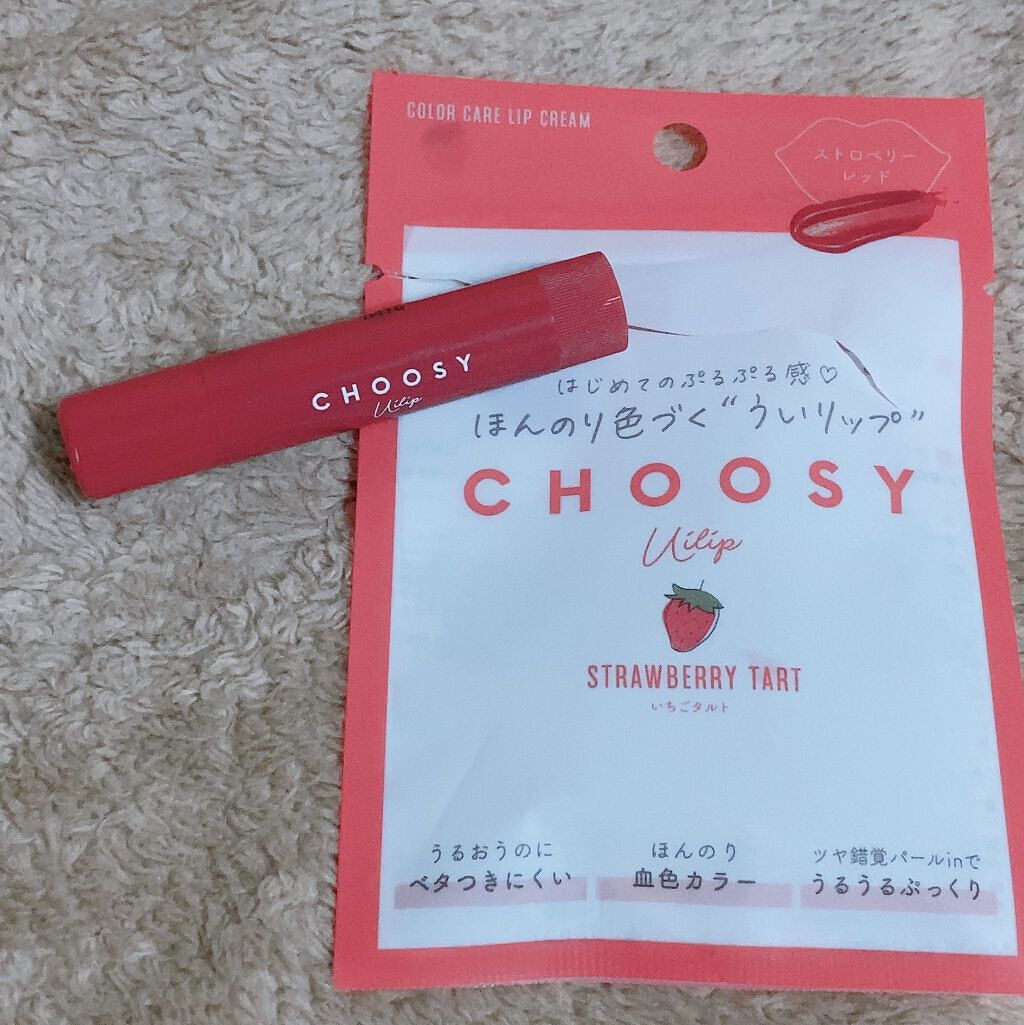 COLOR CARE LIP CREAM
ストロベリー
レッド
CHOOSY
Uilip
はじめてのぷるぷる感♡
ほんのり色づく“ういリップ”
CHOOSY
Uilip
STRAWBERRY TART
いちごタルト
うるおうのに
ベタつきにくい
ほんのり
血色カラー
ツヤ錯覚パールinで
うるうるぷっくり